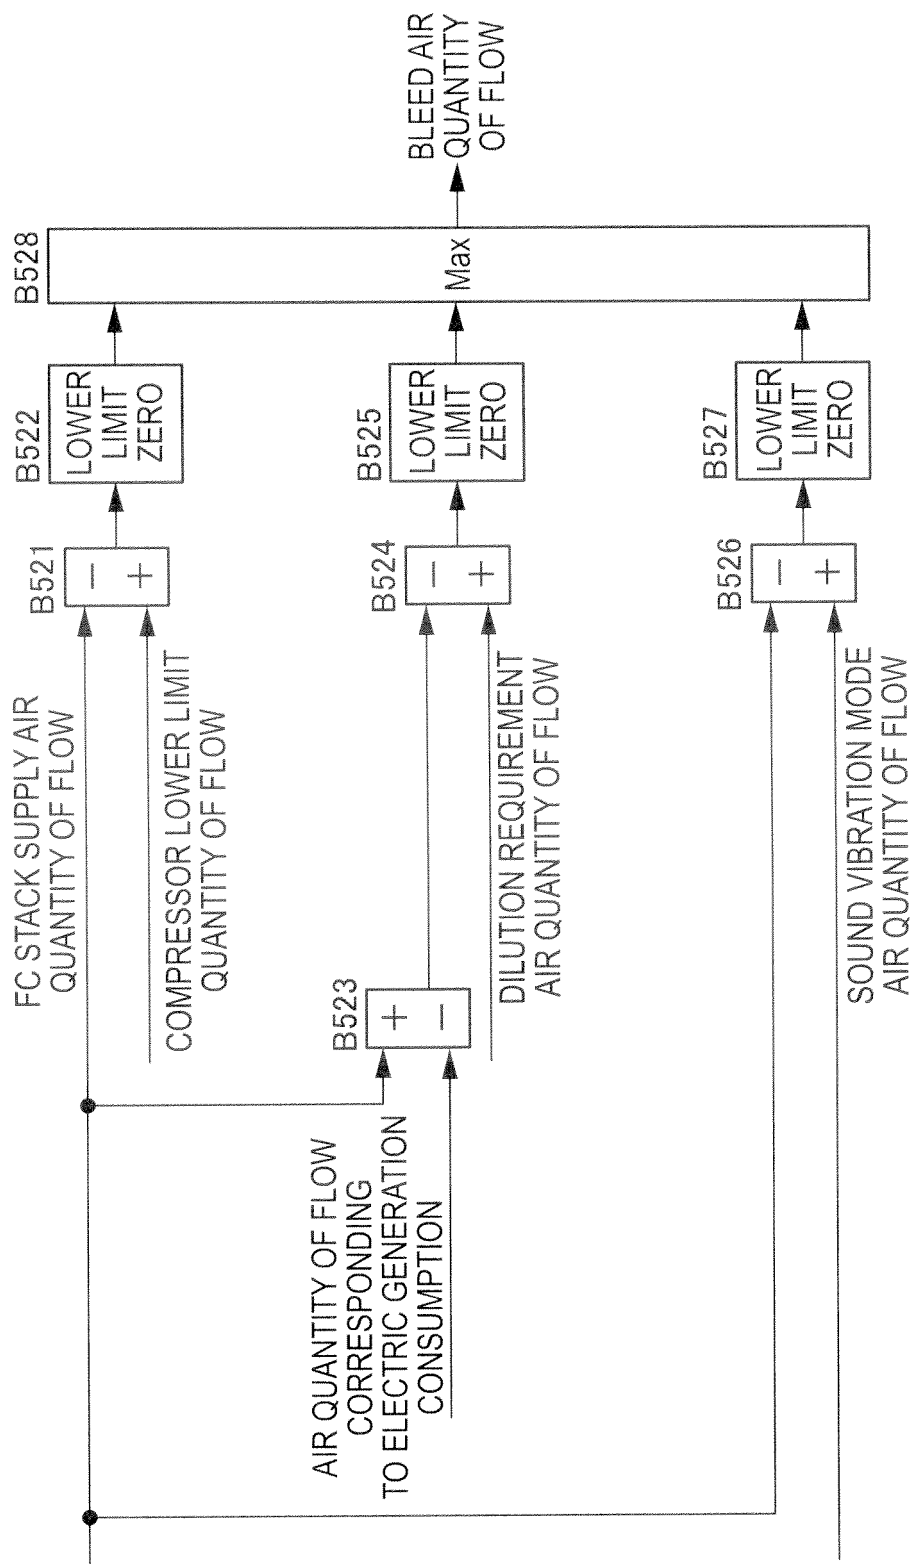 FC STACK SUPPLY AIR
QUANTITY OF FLOW
B521
−
+
B522
LOWER
LIMIT
ZERO
B528
Max
BLEED AIR
QUANTITY
OF FLOW
COMPRESSOR LOWER LIMIT
QUANTITY OF FLOW
AIR QUANTITY OF FLOW
CORRESPONDING
TO ELECTRIC GENERATION
CONSUMPTION
B523
+
−
B524
−
+
B525
LOWER
LIMIT
ZERO
DILUTION REQUIREMENT
AIR QUANTITY OF FLOW
B526
−
+
B527
LOWER
LIMIT
ZERO
SOUND VIBRATION MODE
AIR QUANTITY OF FLOW